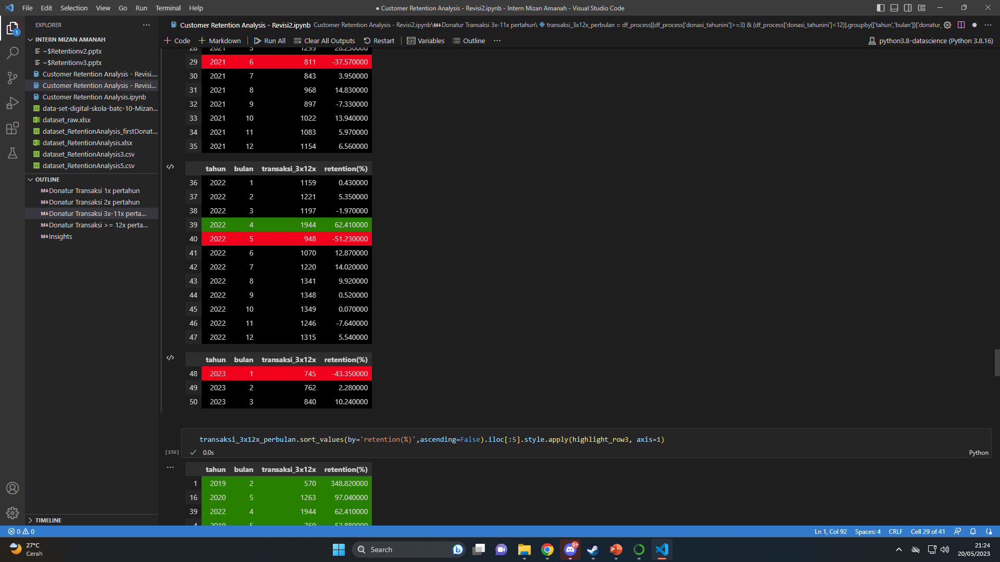 File Edit Selection View Go Run Terminal Help
● Customer Retention Analysis - Revisi2.ipynb - Intern Mizan Amanah - Visual Studio Code
EXPLORER
Customer Retention Analysis - Revisi2.ipynb Customer Retention Analysis - Revisi2.ipynb\M↓Donatur Transaksi 3x-11x pertahun\ transaksi_3x12x_perbulan = df_process[(df_process['donasi_tahunini']>=3) & (df_process['donasi_tahunini']<12)].groupby(['tahun','bulan'])['donatur_
+ Code + Markdown Run All Clear All Outputs Restart Variables Outline ...
python3.8-datascience (Python 3.8.16)
INTERN MIZAN AMANAH
~$Retentionv2.pptx
~$Retentionv3.pptx
Customer Retention Analysis - Revisi....
Customer Retention Analysis - Revisi...
Customer Retention Analysis.ipynb
data-set-digital-skola-batc-10-Mizan...
dataset_raw.xlsx
dataset_RetentionAnalysis_firstDonat...
dataset_RetentionAnalysis.xlsx
dataset_RetentionAnalysis3.csv
dataset_RetentionAnalysis5.csv
1
OUTLINE
M↓Donatur Transaksi 1x pertahun
M↓Donatur Transaksi 2x pertahun
M↓Donatur Transaksi 3x-11x perta...
M↓Donatur Transaksi >= 12x perta...
M↓Insights
TIMELINE
28 2021 5 1299 28.230000
29 2021 6 811 -37.570000
30 2021 7 843 3.950000
31 2021 8 968 14.830000
32 2021 9 897 -7.330000
33 2021 10 1022 13.940000
34 2021 11 1083 5.970000
35 2021 12 1154 6.560000
tahun bulan transaksi_3x12x retention(%)
36 2022 1 1159 0.430000
37 2022 2 1221 5.350000
38 2022 3 1197 -1.970000
39 2022 4 1944 62.410000
40 2022 5 948 -51.230000
41 2022 6 1070 12.870000
42 2022 7 1220 14.020000
43 2022 8 1341 9.920000
44 2022 9 1348 0.520000
45 2022 10 1349 0.070000
46 2022 11 1246 -7.640000
47 2022 12 1315 5.540000
tahun bulan transaksi_3x12x retention(%)
48 2023 1 745 -43.350000
49 2023 2 762 2.280000
50 2023 3 840 10.240000
transaksi_3x12x_perbulan.sort_values(by='retention(%)',ascending=False).iloc[:5].style.apply(highlight_row3, axis=1)
[156] ✓ 0.0s
Python
tahun bulan transaksi_3x12x retention(%)
1 2019 2 570 348.820000
16 2020 5 1263 97.040000
39 2022 4 1944 62.410000
4 2019 5 769 52.880000
0 0
Ln 1, Col 92 Spaces: 4 CRLF Cell 29 of 41
27°C
Cerah
Search
9+
21:24
20/05/2023